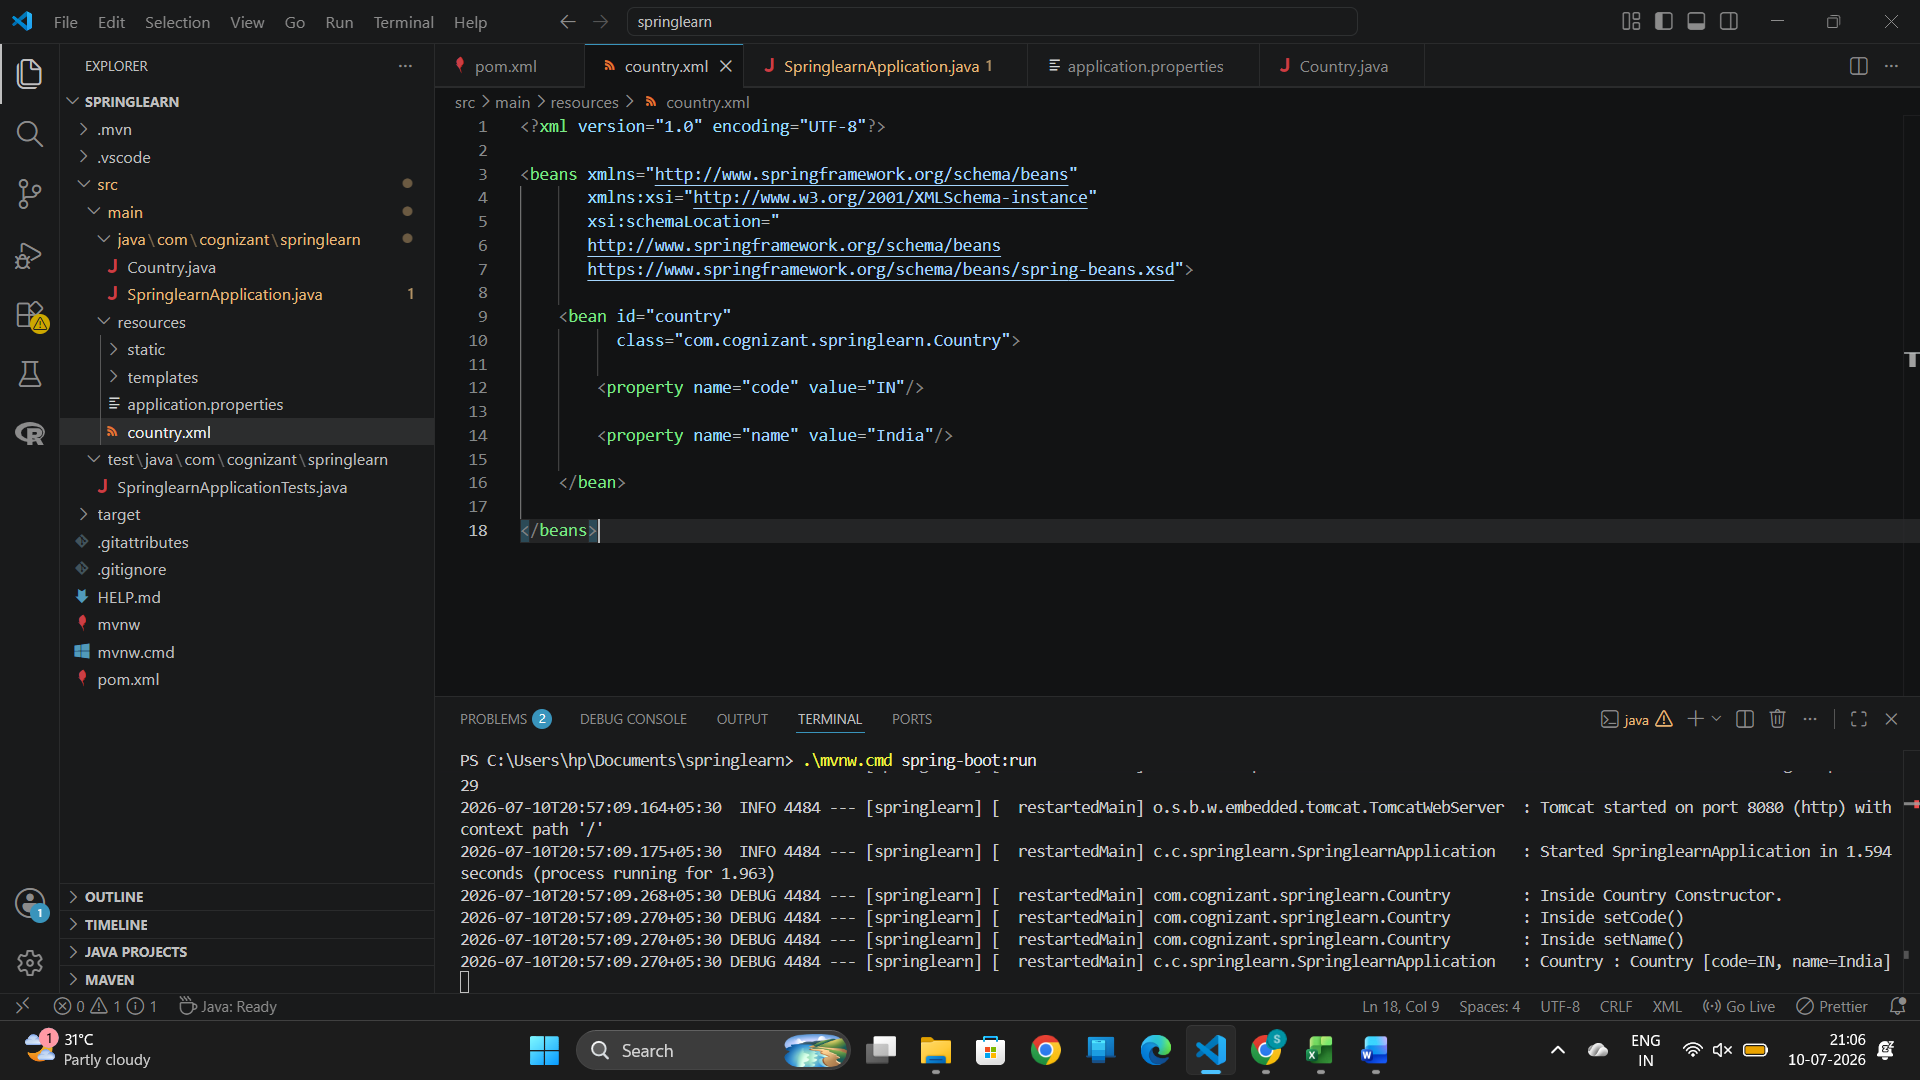 File Edit Selection View Go Run Terminal Help
springlearn
EXPLORER
SPRINGLEARN
.mvn
.vscode
src
main
java\com\cognizant\springlearn
Country.java
SpringlearnApplication.java 1
resources
static
templates
application.properties
country.xml
test\java\com\cognizant\springlearn
SpringlearnApplicationTests.java
target
.gitattributes
.gitignore
HELP.md
mvnw
mvnw.cmd
pom.xml
OUTLINE
TIMELINE
JAVA PROJECTS
MAVEN
pom.xml country.xml SpringlearnApplication.java 1 application.properties Country.java
src > main > resources > country.xml
1 <?xml version="1.0" encoding="UTF-8"?>
2
3 <beans xmlns="http://www.springframework.org/schema/beans"
4 xmlns:xsi="http://www.w3.org/2001/XMLSchema-instance"
5 xsi:schemaLocation="
6 http://www.springframework.org/schema/beans
7 https://www.springframework.org/schema/beans/spring-beans.xsd">
8
9 <bean id="country"
10 class="com.cognizant.springlearn.Country">
11
12 <property name="code" value="IN"/>
13
14 <property name="name" value="India"/>
15
16 </bean>
17
18 </beans>
PROBLEMS 2 DEBUG CONSOLE OUTPUT TERMINAL PORTS
java
PS C:\Users\hp\Documents\springlearn> .\mvnw.cmd spring-boot:run
29
2026-07-10T20:57:09.164+05:30  INFO 4484 --- [springlearn] [  restartedMain] o.s.b.w.embedded.tomcat.TomcatWebServer  : Tomcat started on port 8080 (http) with
context path '/'
2026-07-10T20:57:09.175+05:30  INFO 4484 --- [springlearn] [  restartedMain] c.c.springlearn.SpringlearnApplication   : Started SpringlearnApplication in 1.594
seconds (process running for 1.963)
2026-07-10T20:57:09.268+05:30 DEBUG 4484 --- [springlearn] [  restartedMain] com.cognizant.springlearn.Country        : Inside Country Constructor.
2026-07-10T20:57:09.270+05:30 DEBUG 4484 --- [springlearn] [  restartedMain] com.cognizant.springlearn.Country        : Inside setCode()
2026-07-10T20:57:09.270+05:30 DEBUG 4484 --- [springlearn] [  restartedMain] com.cognizant.springlearn.Country        : Inside setName()
2026-07-10T20:57:09.270+05:30 DEBUG 4484 --- [springlearn] [  restartedMain] c.c.springlearn.SpringlearnApplication   : Country : Country [code=IN, name=India]
1
0 1 1 Java: Ready Ln 18, Col 9 Spaces: 4 UTF-8 CRLF XML Go Live Prettier
1
31°C
Partly cloudy
Search
S
ENG
IN
21:06
10-07-2026